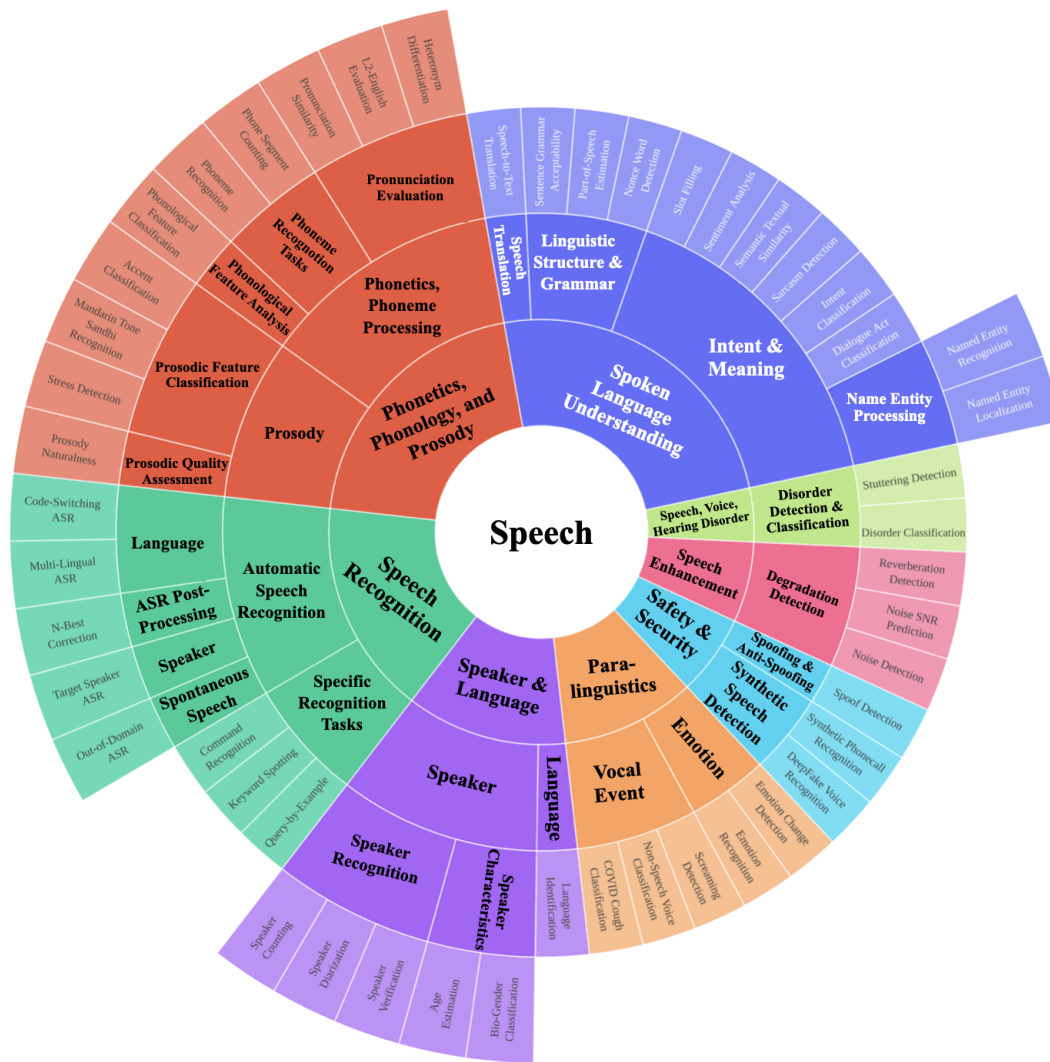 Speech
Phonetics,
Phonology, and
Prosody
Phonetics,
Phoneme
Processing
Pronunciation
Evaluation
Heteronym
Differentiation
L2-English
Evaluation
Pronunciation
Similarity
Phoneme
Recognotion
Tasks
Phone Segment
Counting
Phoneme
Recognition
Phonological
Feature Analysis
Phonological
Feature
Classification
Prosody
Prosodic Feature
Classification
Accent
Classification
Mandarin Tone
Sandhi
Recognition
Stress Detection
Prosodic Quality
Assessment
Prosody
Naturalness
Spoken
Language
Understanding
Speech
Translation
Speech-to-Text
Translation
Linguistic
Structure &
Grammar
Sentence Grammar
Acceptability
Part-of-Speech
Estimation
Nonce Word
Detection
Intent &
Meaning
Slot Filling
Sentiment Analysis
Semantic Textual
Similarity
Sarcasm Detection
Intent
Classification
Dialogue Act
Classification
Name Entity
Processing
Named Entity
Recognition
Named Entity
Localization
Speech, Voice,
Hearing Disorder
Disorder
Detection &
Classification
Stuttering Detection
Disorder Classification
Speech
Enhancement
Degradation
Detection
Reverberation
Detection
Noise SNR
Prediction
Noise Detection
Safety &
Security
Spoofing &
Anti-Spoofing
Spoof Detection
Synthetic
Speech
Detection
Synthetic Phonecall
Recognition
DeepFake Voice
Recognition
Para-
linguistics
Emotion
Emotion Change
Detection
Emotion
Recognition
Vocal
Event
Screaming
Detection
Non-Speech Voice
Classification
COVID Cough
Classification
Speaker &
Language
Language
Language
Identification
Speaker
Speaker
Characteristics
Bio-Gender
Classification
Age
Estimation
Speaker
Recognition
Speaker
Verification
Speaker
Diarization
Speaker
Counting
Speech
Recognition
Specific
Recognition
Tasks
Query-by-Example
Keyword Spotting
Command
Recognition
Automatic
Speech
Recognition
Spontaneous
Speech
Out-of-Domain
ASR
Speaker
Target Speaker
ASR
ASR Post-
Processing
N-Best
Correction
Language
Multi-Lingual
ASR
Code-Switching
ASR